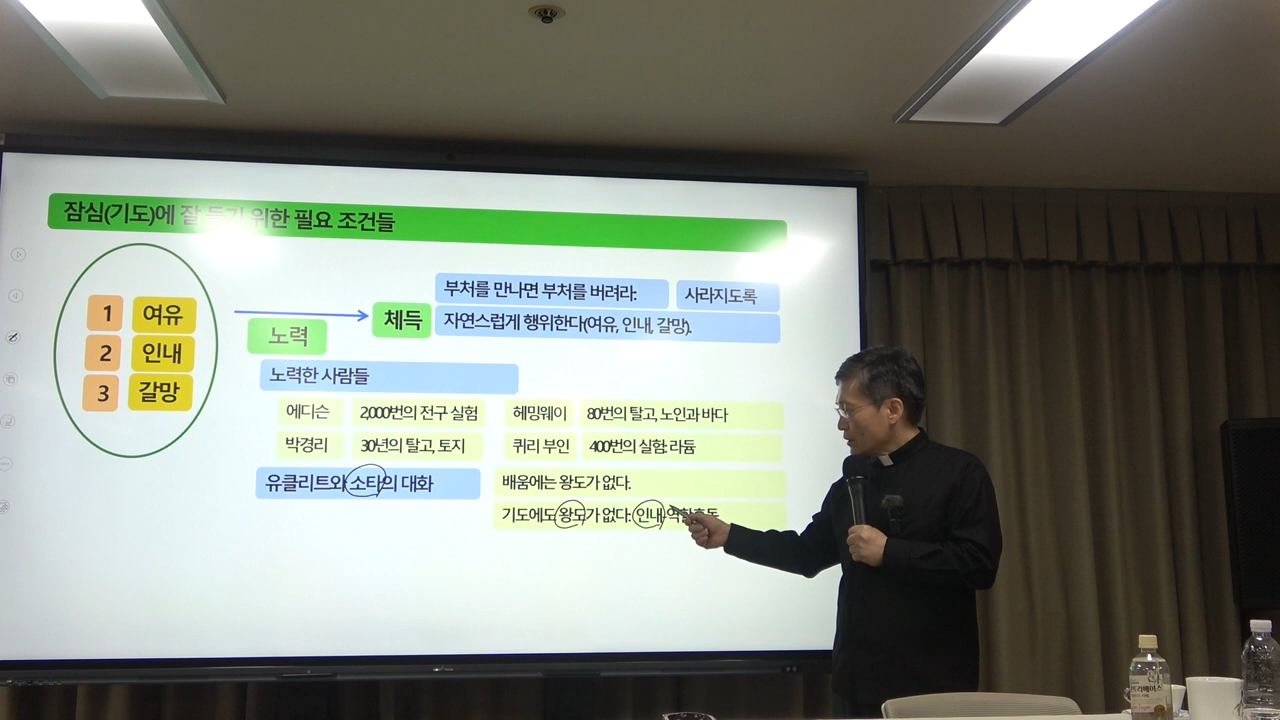 잠심(기도)에 잘 듣기 위한 필요 조건들
1 여유
2 인내
3 갈망
노력
체득
부처를 만나면 부처를 버려라: 사라지도록
자연스럽게 행위한다(여유, 인내, 갈망).
노력한 사람들
에디슨 2,000번의 전구 실험 헤밍웨이 80번의 탈고, 노인과 바다
박경리 30년의 탈고, 토지 퀴리 부인 400번의 실험: 라듐
유클리트와 소타의 대화 배움에는 왕도가 없다.
기도에도 왕도가 없다: 인내